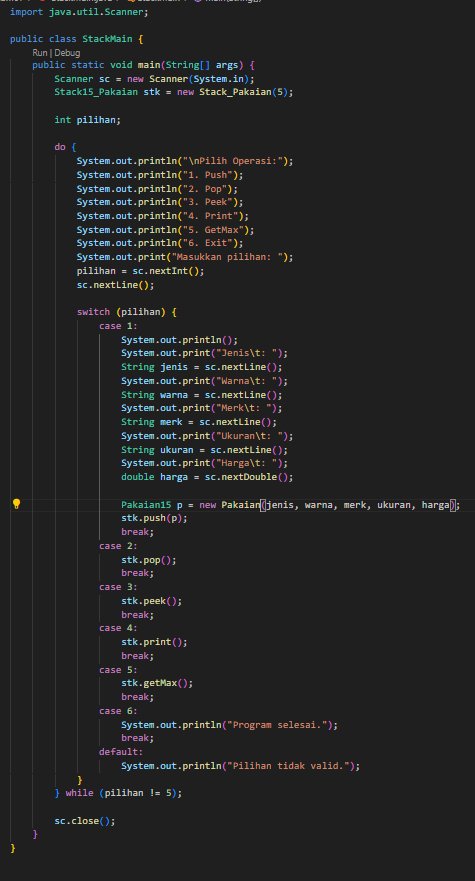 import java.util.Scanner;
public class StackMain {
Run | Debug
public static void main(String[] args) {
Scanner sc = new Scanner(System.in);
Stack15_Pakaian stk = new Stack_Pakaian(5);
int pilihan;
do {
System.out.println("\nPilih Operasi:");
System.out.println("1. Push");
System.out.println("2. Pop");
System.out.println("3. Peek");
System.out.println("4. Print");
System.out.println("5. GetMax");
System.out.println("6. Exit");
System.out.print("Masukkan pilihan: ");
pilihan = sc.nextInt();
sc.nextLine();
switch (pilihan) {
case 1:
System.out.println();
System.out.print("Jenis\t: ");
String jenis = sc.nextLine();
System.out.print("Warna\t: ");
String warna = sc.nextLine();
System.out.print("Merk\t: ");
String merk = sc.nextLine();
System.out.print("Ukuran\t: ");
String ukuran = sc.nextLine();
System.out.print("Harga\t: ");
double harga = sc.nextDouble();
Pakaian15 p = new Pakaian(jenis, warna, merk, ukuran, harga);
stk.push(p);
break;
case 2:
stk.pop();
break;
case 3:
stk.peek();
break;
case 4:
stk.print();
break;
case 5:
stk.getMax();
break;
case 6:
System.out.println("Program selesai.");
break;
default:
System.out.println("Pilihan tidak valid.");
}
} while (pilihan != 5);
sc.close();
}
}